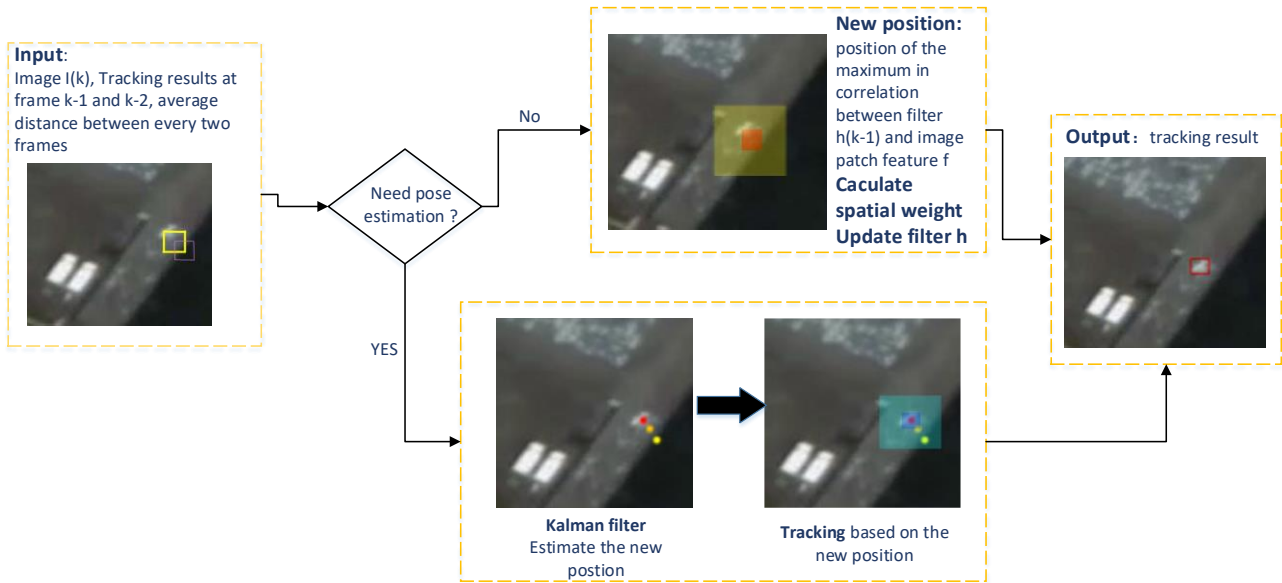 Input:
Image I(k), Tracking results at
frame k-1 and k-2, average
distance between every two
frames
Need pose
estimation ?
No
YES
New position:
position of the
maximum in
correlation
between filter
h(k-1) and image
patch feature f
Caculate
spatial weight
Update filter h
Kalman filter
Estimate the new
postion
Tracking based on the
new position
Output：tracking result